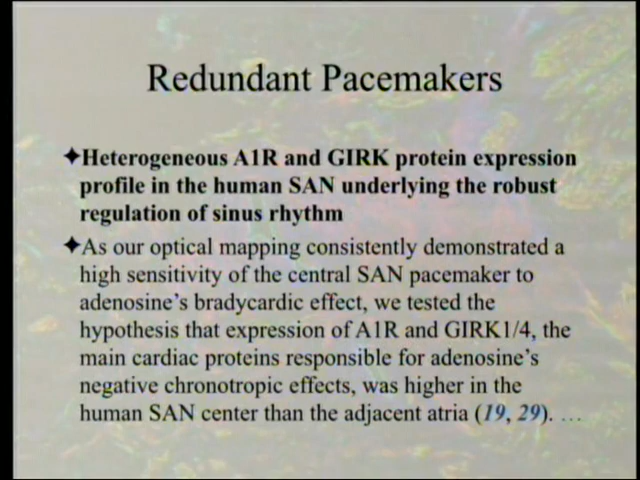 Redundant Pacemakers
✦Heterogeneous A1R and GIRK protein expression
profile in the human SAN underlying the robust
regulation of sinus rhythm
✦As our optical mapping consistently demonstrated a
high sensitivity of the central SAN pacemaker to
adenosine's bradycardic effect, we tested the
hypothesis that expression of A1R and GIRK1/4, the
main cardiac proteins responsible for adenosine's
negative chronotropic effects, was higher in the
human SAN center than the adjacent atria (19, 29). …